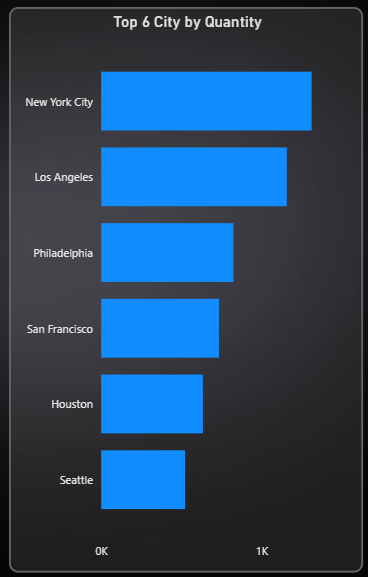 Top 6 City by Quantity
New York City
Los Angeles
Philadelphia
San Francisco
Houston
Seattle
0K 1K